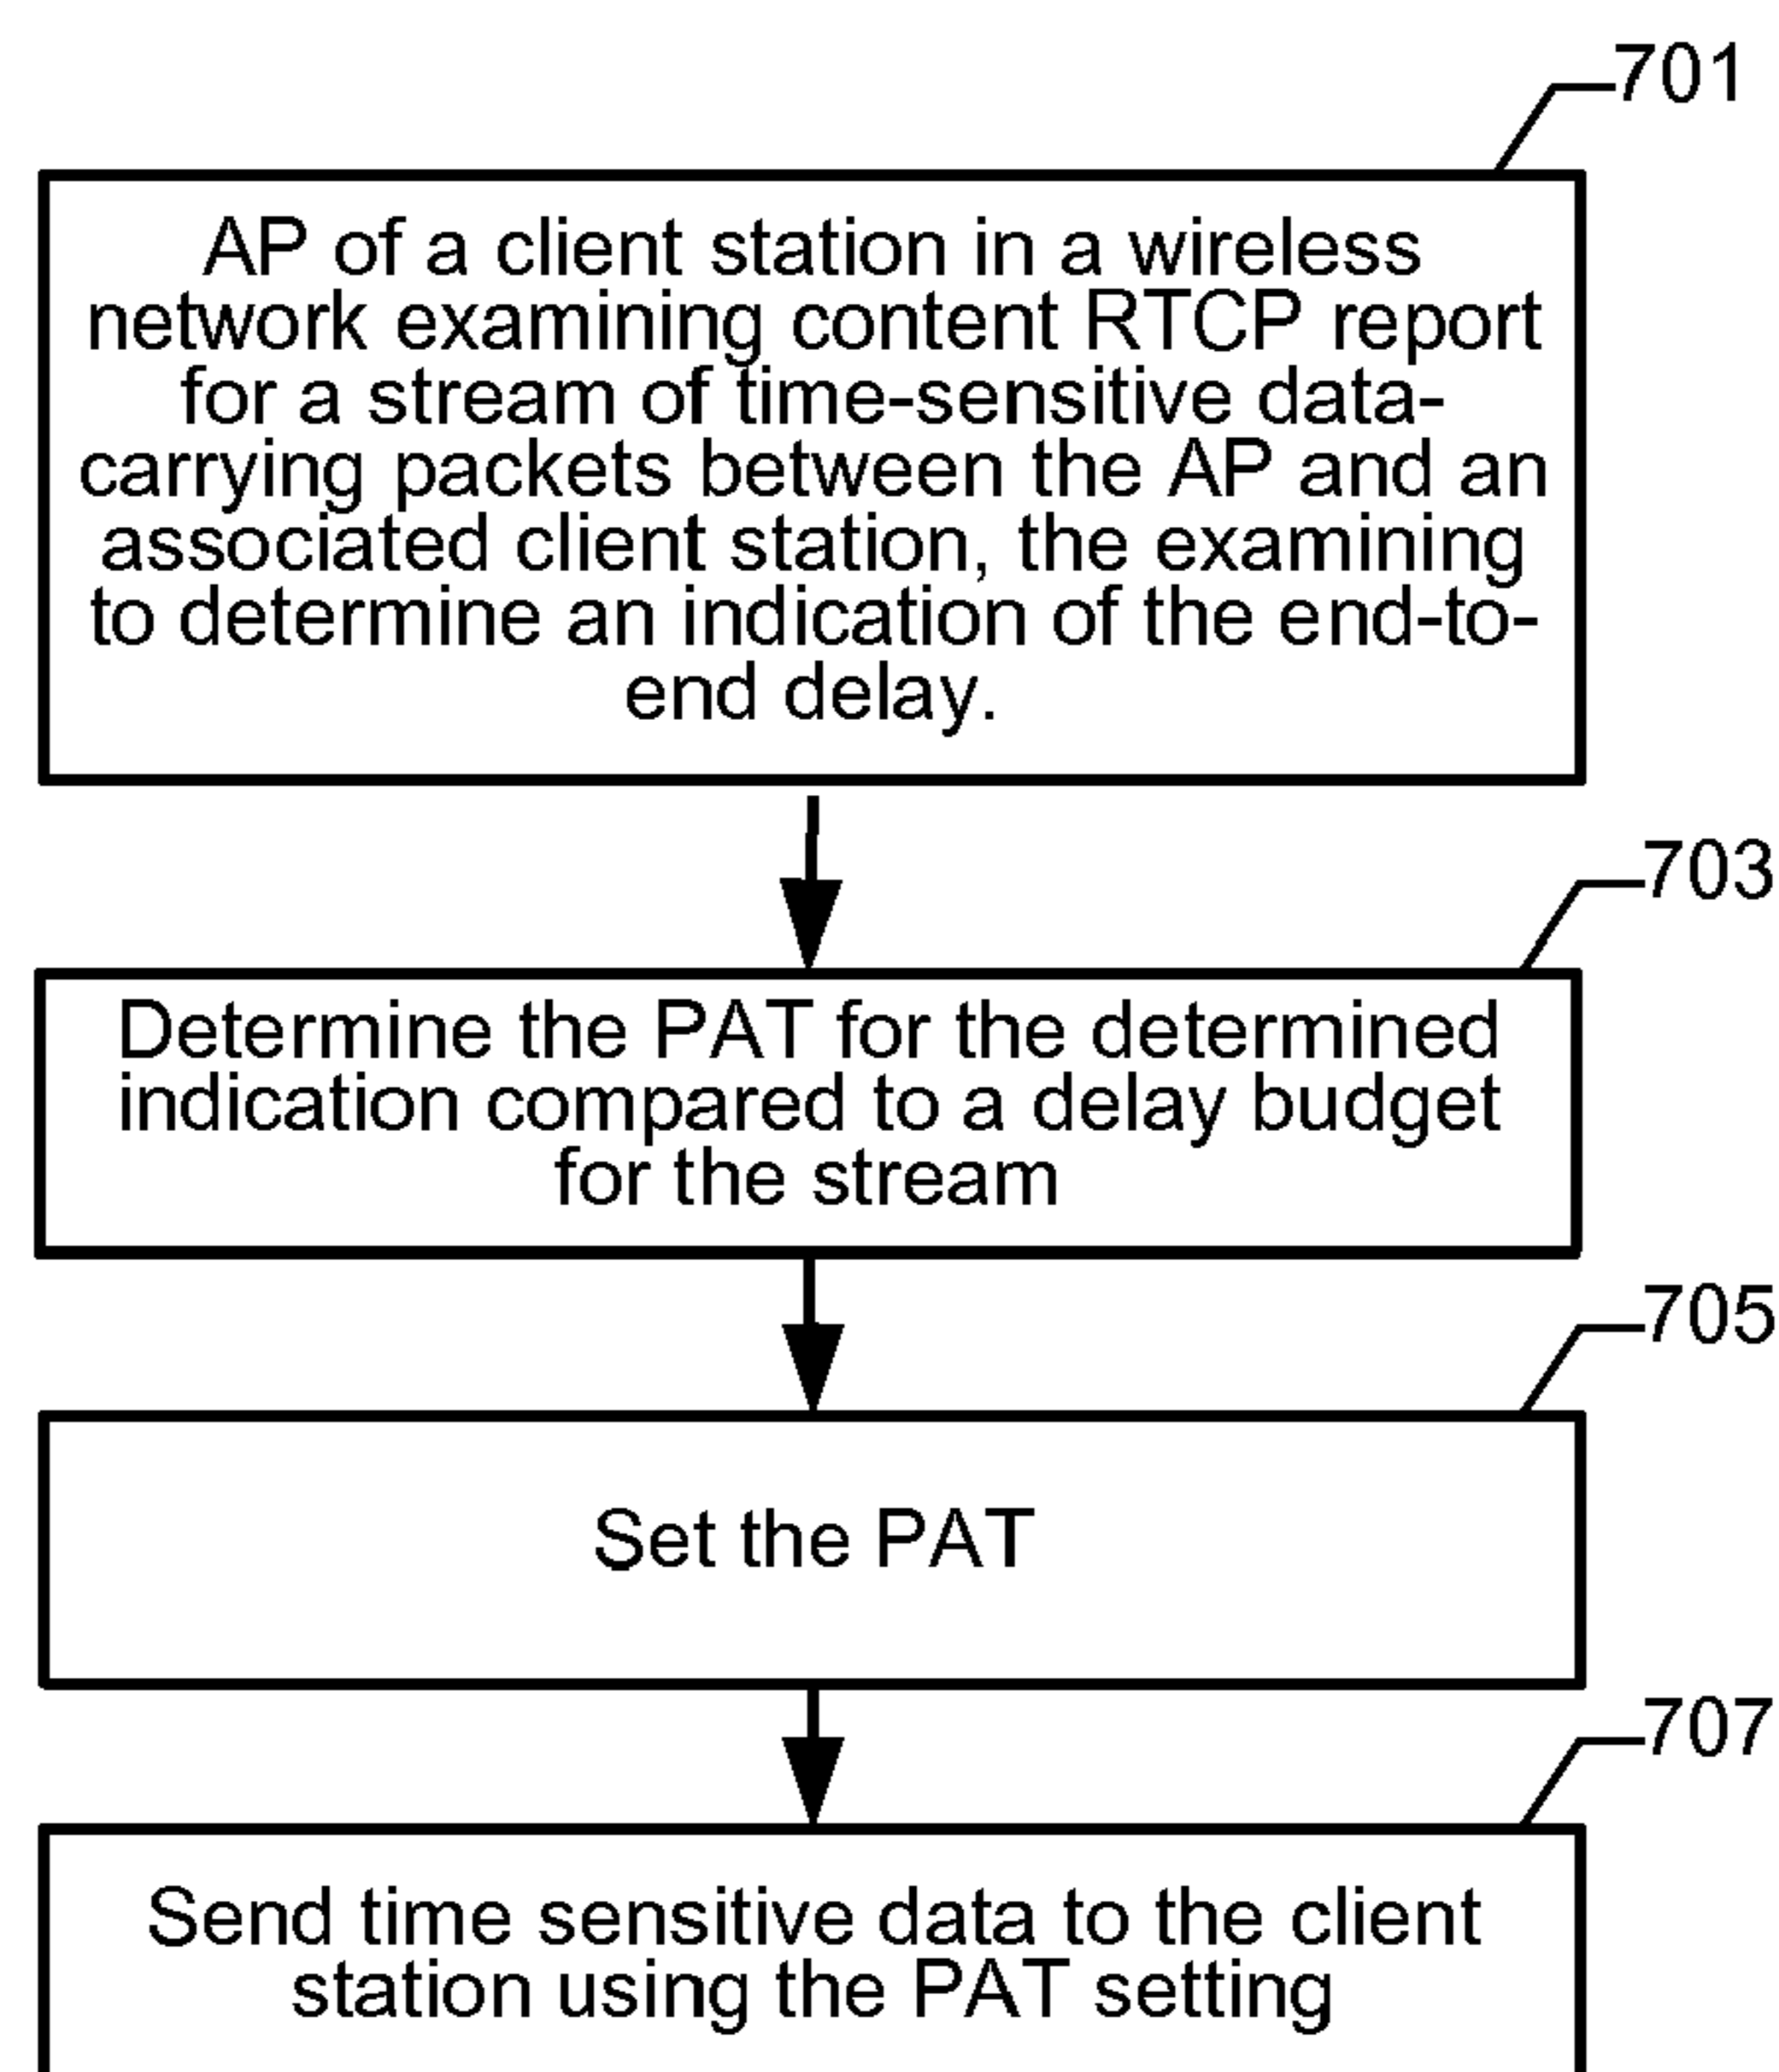 701
AP of a client station in a wireless
network examining content RTCP report
for a stream of time-sensitive data-
carrying packets between the AP and an
associated client station, the examining
to determine an indication of the end-to-
end delay.
703
Determine the PAT for the determined
indication compared to a delay budget
for the stream
705
Set the PAT
707
Send time sensitive data to the client
station using the PAT setting